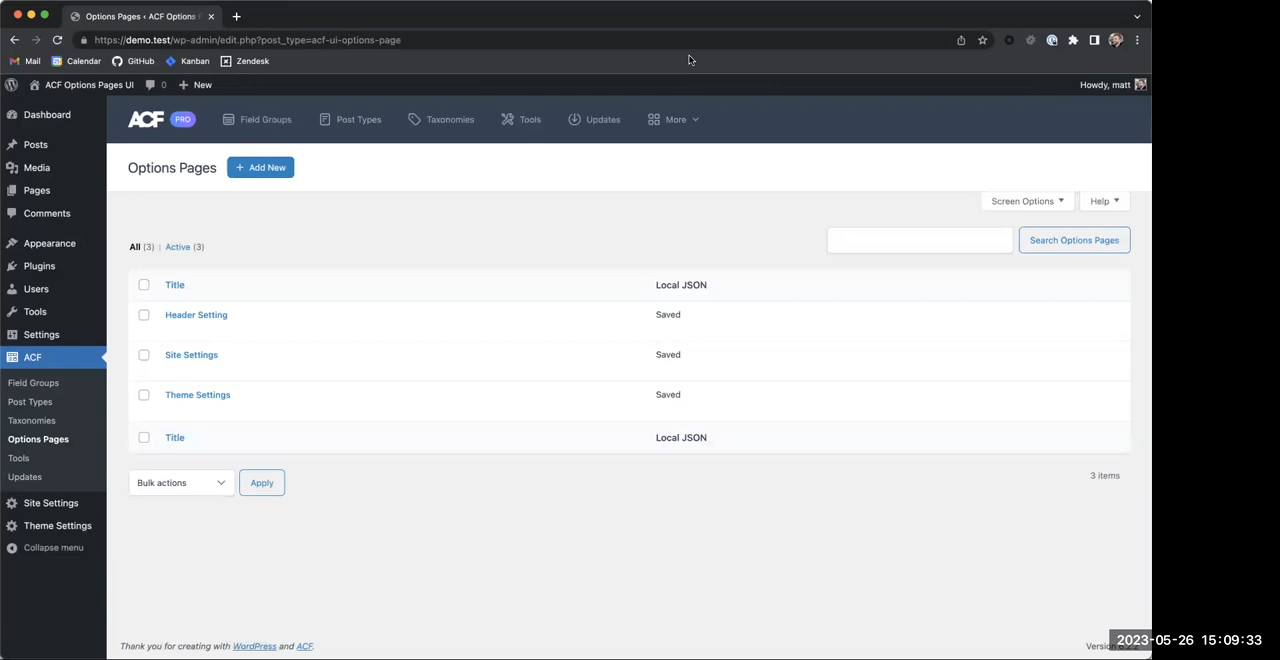 Options Pages ‹ ACF Options
https://demo.test/wp-admin/edit.php?post_type=acf-ui-options-page
Mail Calendar GitHub Kanban Zendesk
ACF Options Pages UI 0 New Howdy, matt
Dashboard
Posts
Media
Pages
Comments
Appearance
Plugins
Users
Tools
Settings
ACF
Field Groups
Post Types
Taxonomies
Options Pages
Tools
Updates
Site Settings
Theme Settings
Collapse menu
ACF PRO Field Groups Post Types Taxonomies Tools Updates More
Options Pages + Add New
Screen Options Help
All (3) | Active (3) Search Options Pages
Title Local JSON
Header Setting Saved
Site Settings Saved
Theme Settings Saved
Title Local JSON
Bulk actions Apply 3 items
Thank you for creating with WordPress and ACF.
2023-05-26 15:09:33